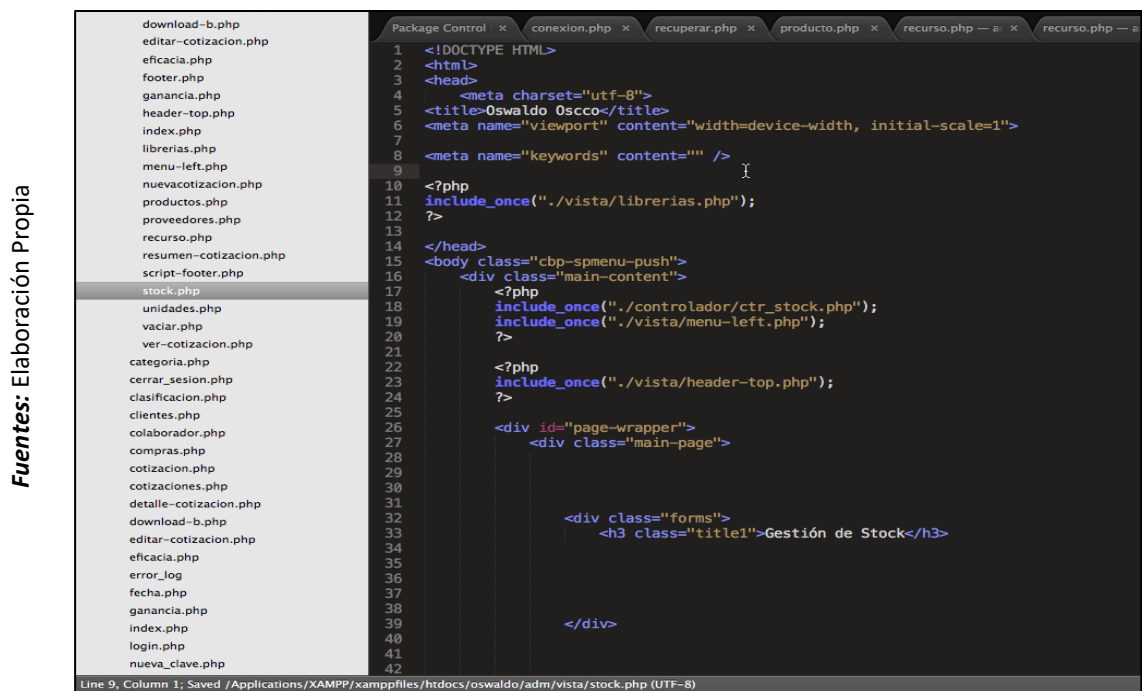 Fuentes: Elaboración Propia
download-b.php
editar-cotizacion.php
eficacia.php
footer.php
ganancia.php
header-top.php
index.php
librerias.php
menu-left.php
nuevacotizacion.php
productos.php
proveedores.php
recurso.php
resumen-cotizacion.php
script-footer.php
stock.php
unidades.php
vaciar.php
ver-cotizacion.php
categoria.php
cerrar_sesion.php
clasificacion.php
clientes.php
colaborador.php
compras.php
cotizacion.php
cotizaciones.php
detalle-cotizacion.php
download-b.php
editar-cotizacion.php
eficacia.php
error_log
fecha.php
ganancia.php
index.php
login.php
nueva_clave.php
Package Control × conexion.php × recuperar.php × producto.php × recurso.php — ac × recurso.php — a
1 <!DOCTYPE HTML>
2 <html>
3 <head>
4 <meta charset="utf-8">
5 <title>Oswaldo Oscco</title>
6 <meta name="viewport" content="width=device-width, initial-scale=1">
7
8 <meta name="keywords" content="" />
9
10 <?php
11 include_once("./vista/librerias.php");
12 ?>
13
14 </head>
15 <body class="cbp-spmenu-push">
16 <div class="main-content">
17 <?php
18 include_once("./controlador/ctr_stock.php");
19 include_once("./vista/menu-left.php");
20 ?>
21
22 <?php
23 include_once("./vista/header-top.php");
24 ?>
25
26 <div id="page-wrapper">
27 <div class="main-page">
28
29
30
31
32 <div class="forms">
33 <h3 class="title1">Gestión de Stock</h3>
34
35
36
37
38
39 </div>
40
41
42
Line 9, Column 1; Saved /Applications/XAMPP/xamppfiles/htdocs/oswaldo/adm/vista/stock.php (UTF-8)